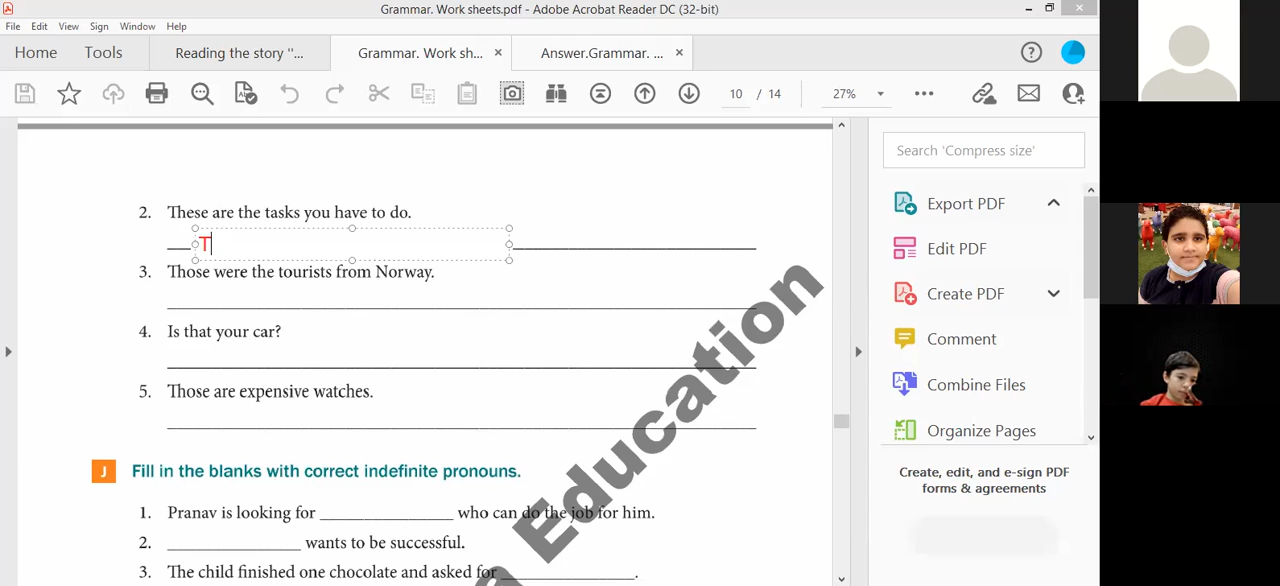 Grammar. Work sheets.pdf - Adobe Acrobat Reader DC (32-bit)
File Edit View Sign Window Help
Home Tools Reading the story "... Grammar. Work sh... × Answer.Grammar. ... ×
10 / 14 27%
Search 'Compress size'
Export PDF
Edit PDF
Create PDF
Comment
Combine Files
Organize Pages
Create, edit, and e-sign PDF
forms & agreements
2. These are the tasks you have to do.
T
3. Those were the tourists from Norway.
4. Is that your car?
5. Those are expensive watches.
J Fill in the blanks with correct indefinite pronouns.
1. Pranav is looking for _______________ who can do the job for him.
2. _______________ wants to be successful.
3. The child finished one chocolate and asked for _______________.
a Education